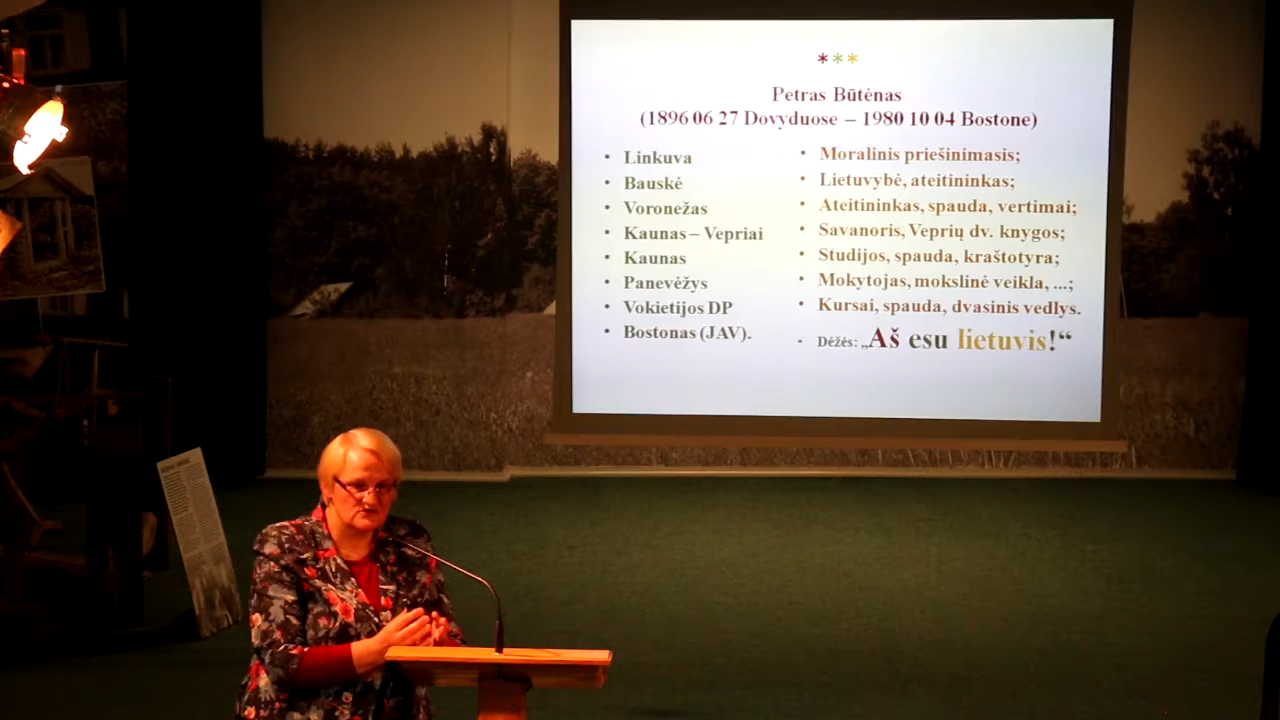 ***
Petras Būtėnas
(1896 06 27 Dovyduose – 1980 10 04 Bostone)
• Linkuva
• Bauskė
• Voronežas
• Kaunas – Vepriai
• Kaunas
• Panevėžys
• Vokietijos DP
• Bostonas (JAV).
• Moralinis priešinimasis;
• Lietuvybė, ateitininkas;
• Ateitininkas, spauda, vertimai;
• Savanoris, Veprių dv. knygos;
• Studijos, spauda, kraštotyra;
• Mokytojas, mokslinė veikla, ...;
• Kursai, spauda, dvasinis vedlys.
• Dėžės: „Aš esu lietuvis!“